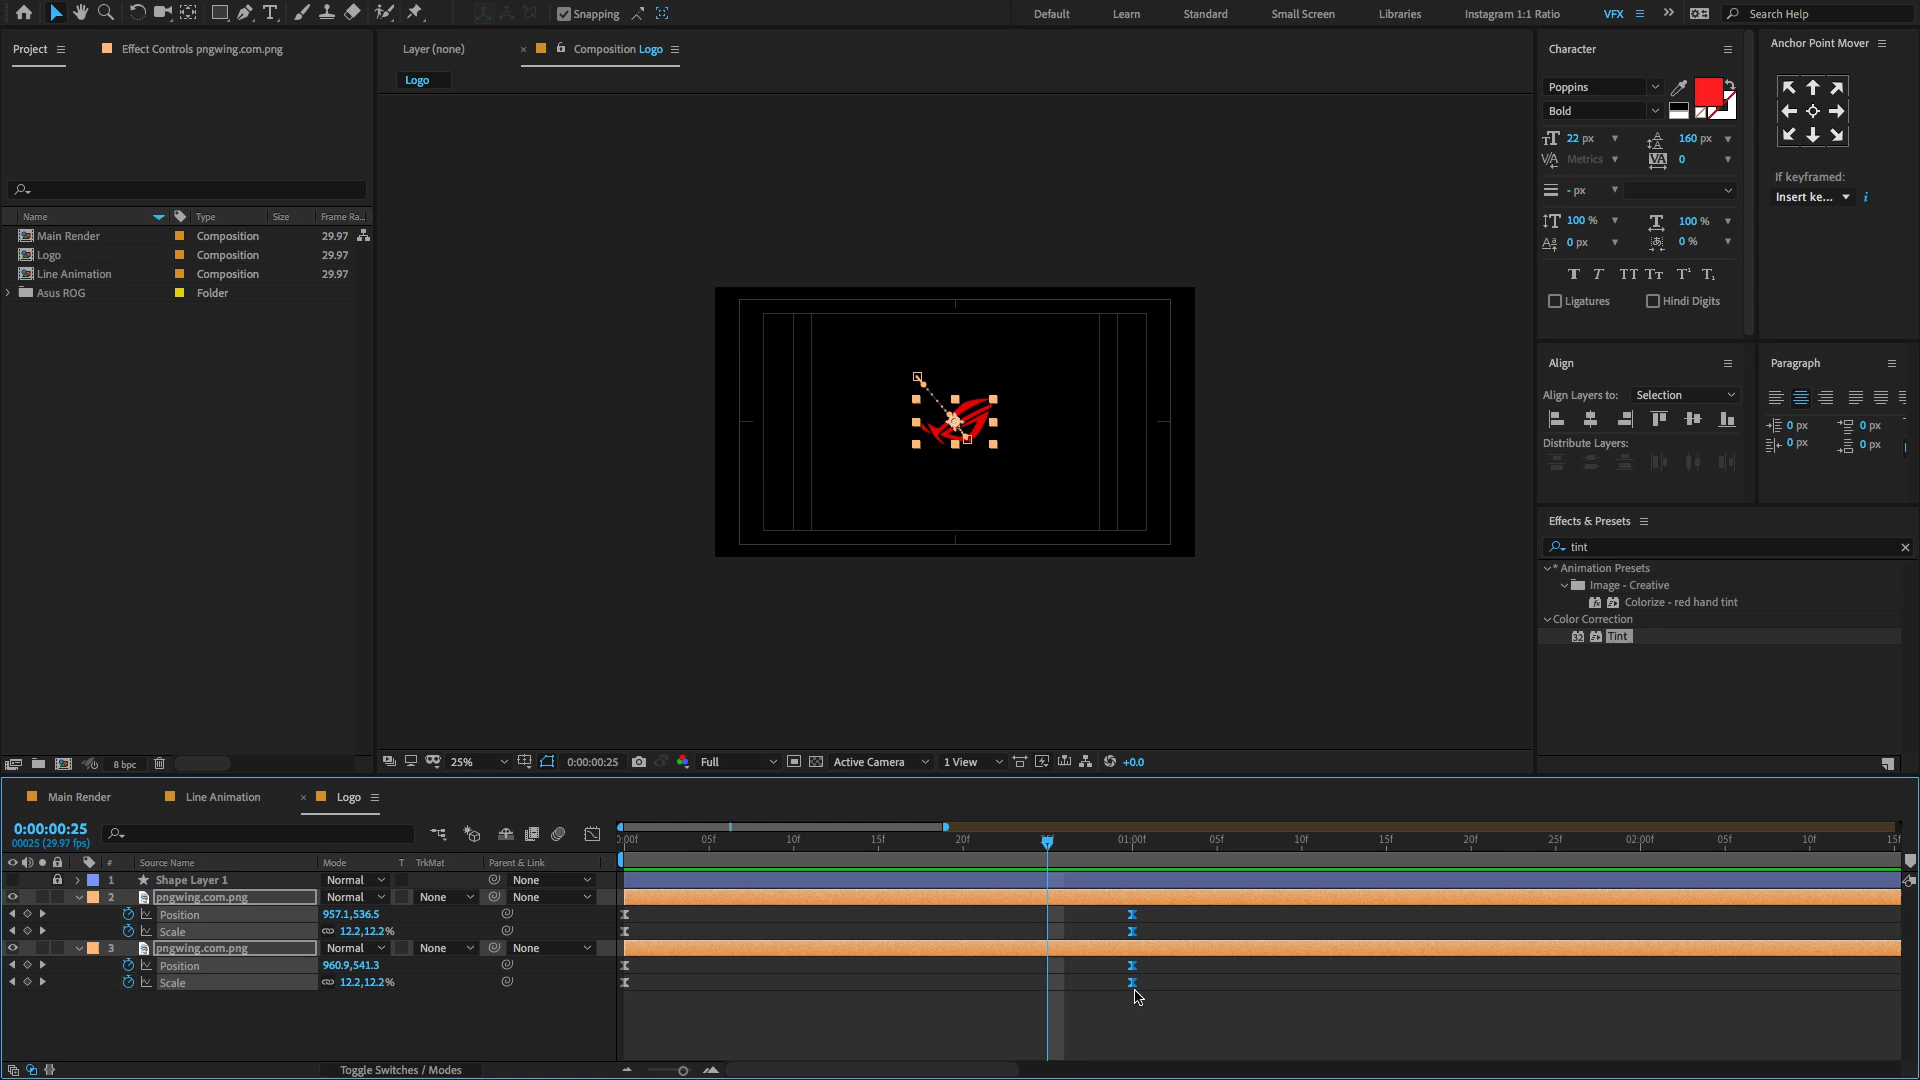 Snapping
Default
Learn
Standard
Small Screen
Libraries
Instagram 1:1 Ratio
VFX
Search Help
Project
Effect Controls pngwing.com.png
Layer (none)
Composition Logo
Logo
Name
Type
Size
Frame Ra...
Main Render
Composition
29.97
Logo
Composition
29.97
Line Animation
Composition
29.97
Asus ROG
Folder
8 bpc
25%
0:00:00:25
Full
Active Camera
1 View
+0.0
Character
Poppins
Bold
22 px
160 px
Metrics
0
- px
100 %
100 %
0 px
0 %
Ligatures
Hindi Digits
Anchor Point Mover
If keyframed:
Insert ke...
Align
Align Layers to:
Selection
Distribute Layers:
Paragraph
0 px
0 px
0 px
0 px
Effects & Presets
tint
* Animation Presets
Image - Creative
Colorize - red hand tint
Color Correction
Tint
Main Render
Line Animation
Logo
0:00:00:25
00025 (29.97 fps)
:00f
05f
10f
15f
20f
01:00f
05f
10f
15f
20f
25f
02:00f
05f
10f
15f
#
Source Name
Mode
T
TrkMat
Parent & Link
1
Shape Layer 1
Normal
None
2
pngwing.com.png
Normal
None
None
Position
957.1,536.5
Scale
12.2,12.2%
3
pngwing.com.png
Normal
None
None
Position
960.9,541.3
Scale
12.2,12.2%
Toggle Switches / Modes